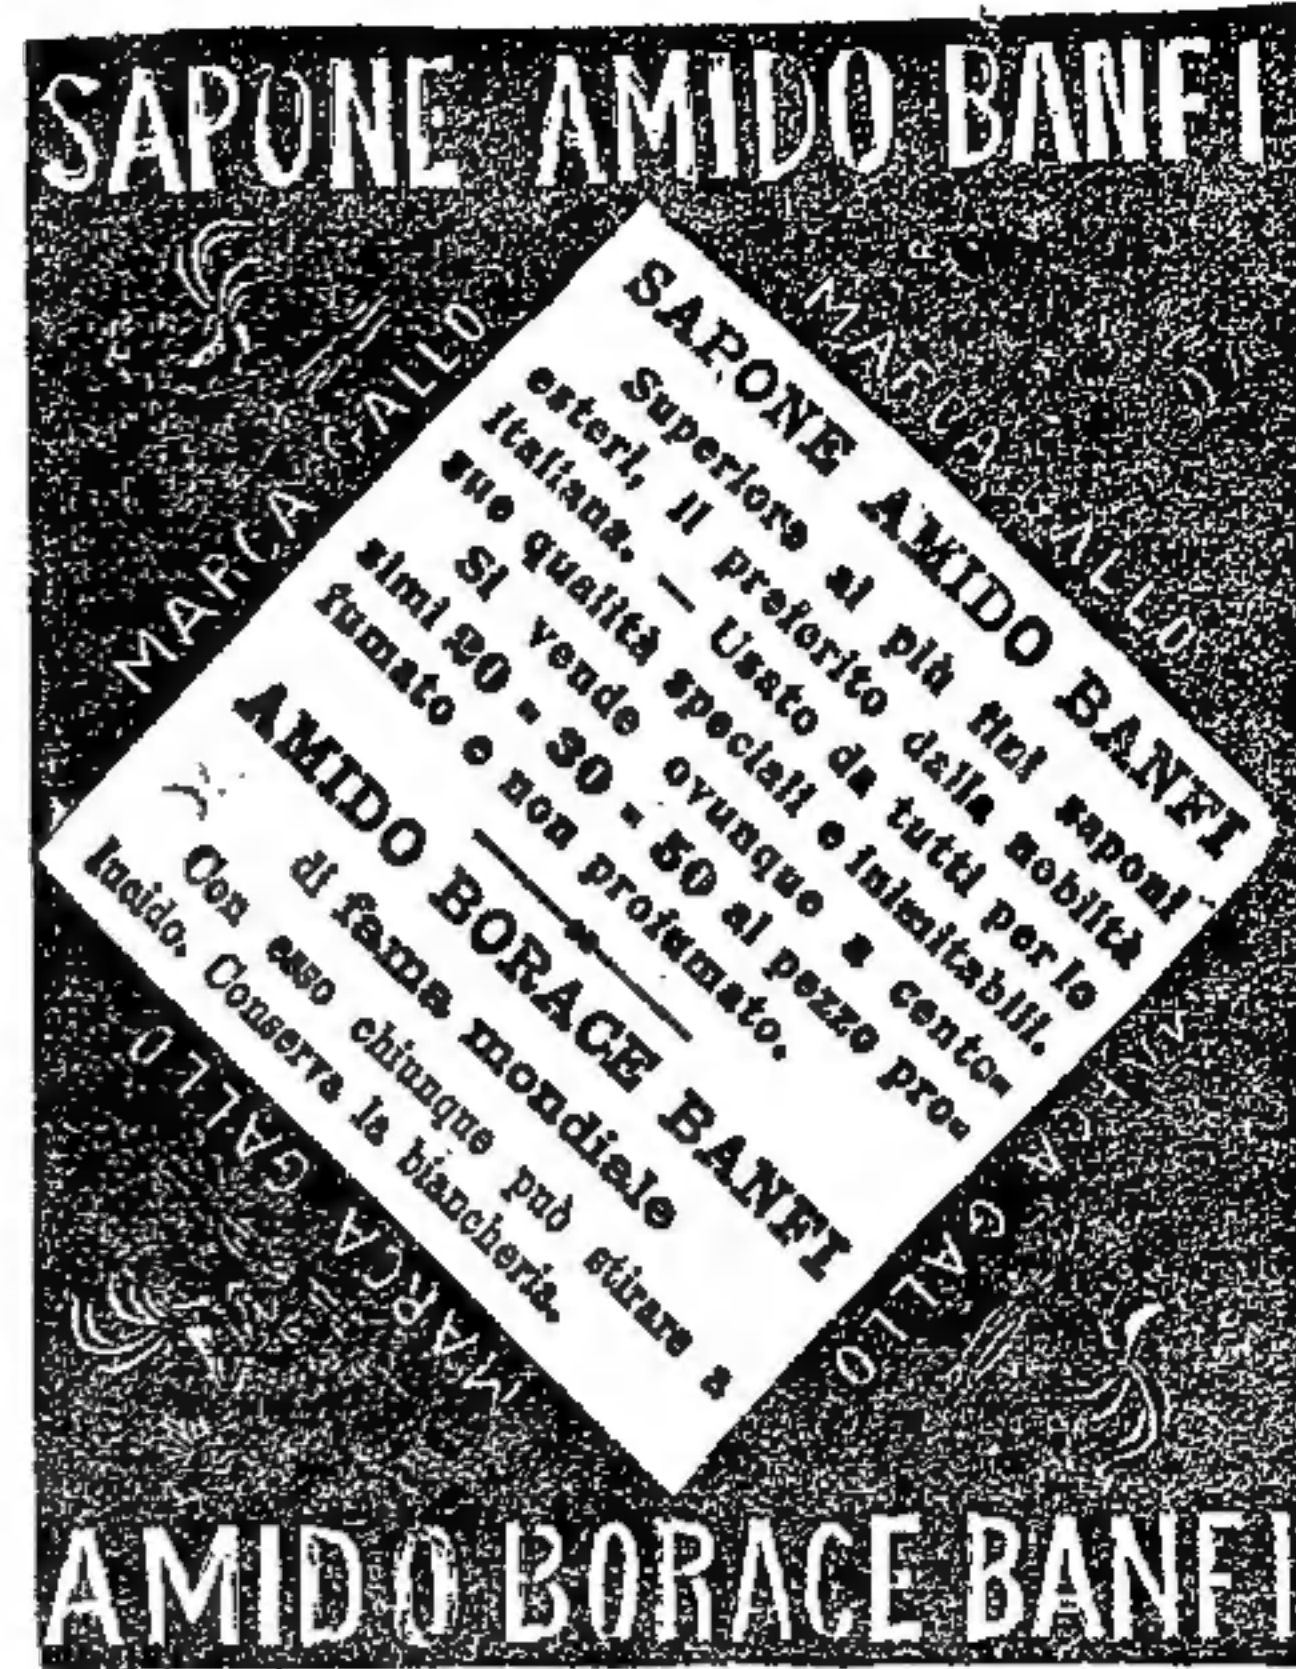 SAPONE AMIDO BANFI
MARCA GALLO
MARCA GALLO
SAPONE AMIDO BANFI
Superiore ai più fini saponi
esteri, il preferito dalla nobiltà
italiana. — Usato da tutti per le
sue qualità speciali e inimitabili.
Si vende ovunque a cente-
simi 20 - 30 - 50 al pezzo pro-
fumato e non profumato.
AMIDO BORACE BANFI
di fama mondiale
Con esso chiunque può stirare a
lucido. Conserva la biancheria.
MARCA GALLO
MARCA GALLO
AMIDO BORACE BANFI